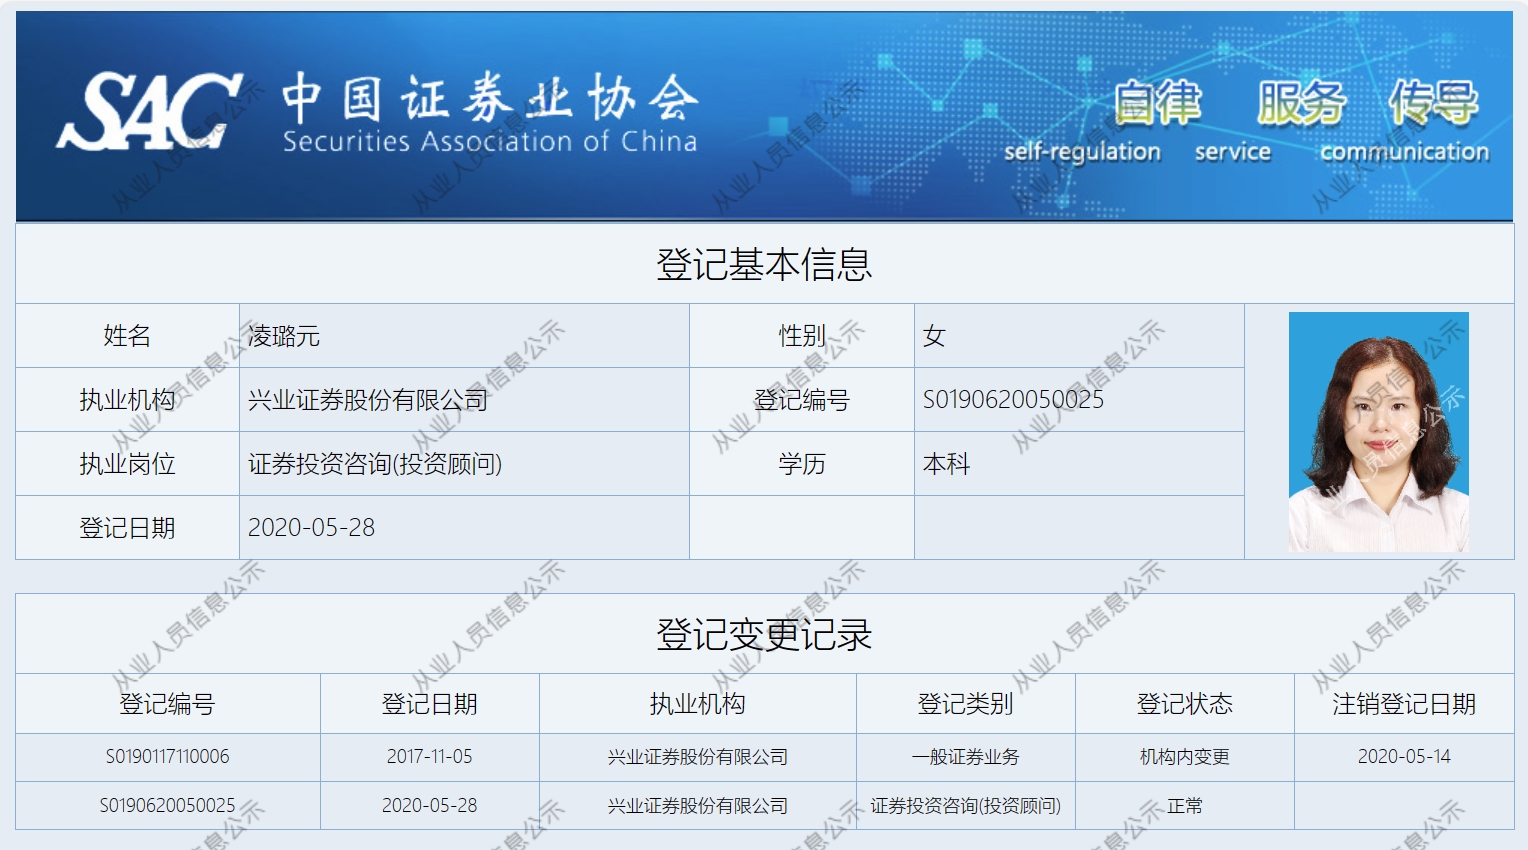 SAC 中国证券业协会
Securities Association of China
自律 服务 传导
self-regulation service communication
登记基本信息
姓名 凌璐元 性别 女
执业机构 兴业证券股份有限公司 登记编号 S0190620050025
执业岗位 证券投资咨询(投资顾问) 学历 本科
登记日期 2020-05-28
登记变更记录
登记编号 登记日期 执业机构 登记类别 登记状态 注销登记日期
S0190117110006 2017-11-05 兴业证券股份有限公司 一般证券业务 机构内变更 2020-05-14
S0190620050025 2020-05-28 兴业证券股份有限公司 证券投资咨询(投资顾问) 正常
从业人员信息公示